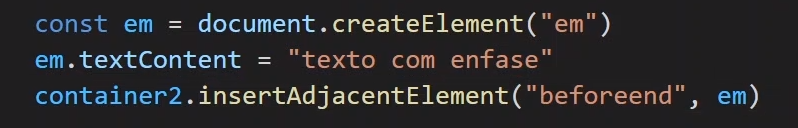 const em = document.createElement("em")
em.textContent = "texto com enfase"
container2.insertAdjacentElement("beforeend", em)